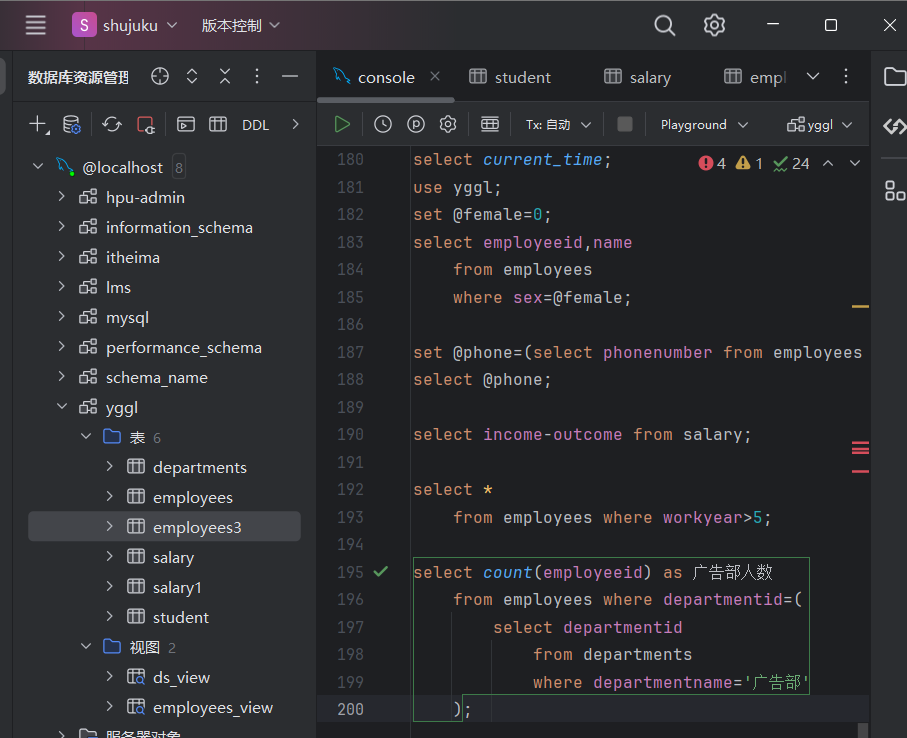 S shujuku 版本控制
数据库资源管理
DDL
@localhost 8
hpu-admin
information_schema
itheima
lms
mysql
performance_schema
schema_name
yggl
表 6
departments
employees
employees3
salary
salary1
student
视图 2
ds_view
employees_view
服务器对象
console student salary empl
Tx: 自动 Playground yggl
4 1 24
180 select current_time;
181 use yggl;
182 set @female=0;
183 select employeeid,name
184 from employees
185 where sex=@female;
186
187 set @phone=(select phonenumber from employees
188 select @phone;
189
190 select income-outcome from salary;
191
192 select *
193 from employees where workyear>5;
194
195 select count(employeeid) as 广告部人数
196 from employees where departmentid=(
197 select departmentid
198 from departments
199 where departmentname='广告部'
200 );